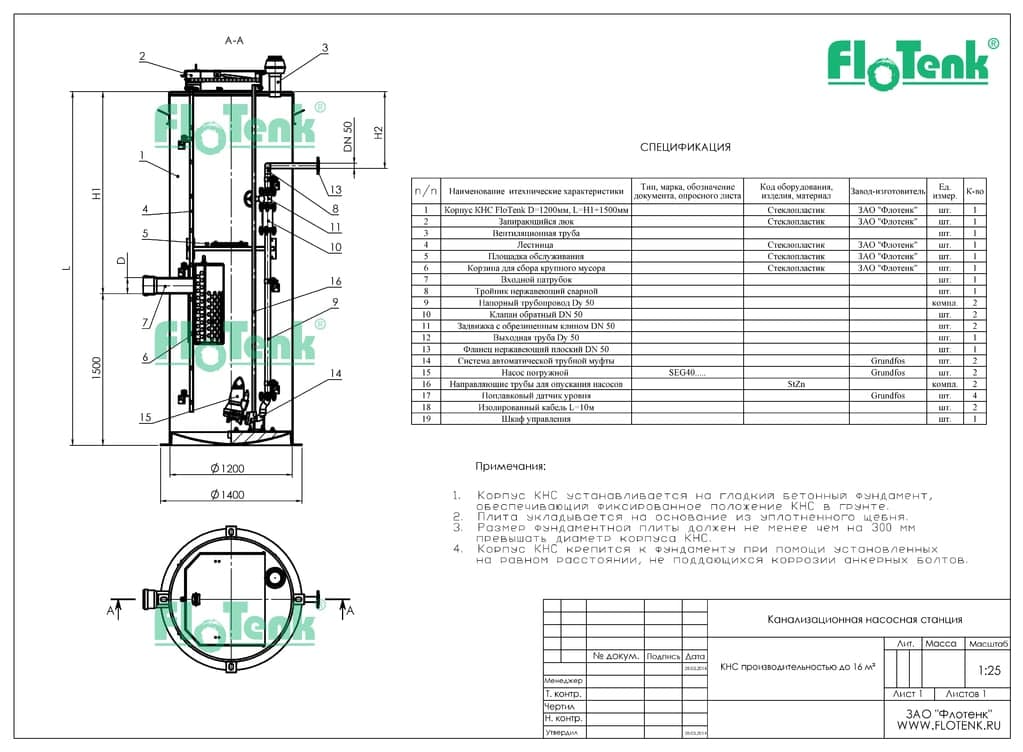 A-A
2
3
FloTenk®
FloTenk®
DN 50
H2
СПЕЦИФИКАЦИЯ
1
H1
13
4
8
11
5
10
L
D
16
9
7
FloTenk®
6
1500
14
15
Ø1200
Ø1400
п/п Наименование итехнические характеристики Тип, марка, обозначение документа, опросного листа Код оборудования, изделия, материал Завод-изготовитель Ед. измер. К-во
1 Корпус КНС FloTenk D=1200мм, L=H1+1500мм Стеклопластик ЗАО "Флотенк" шт. 1
2 Запирающийся люк Стеклопластик ЗАО "Флотенк" шт. 1
3 Вентиляционная труба шт. 1
4 Лестница Стеклопластик ЗАО "Флотенк" шт. 1
5 Площадка обслуживания Стеклопластик ЗАО "Флотенк" шт. 1
6 Корзина для сбора крупного мусора Стеклопластик ЗАО "Флотенк" шт. 1
7 Входной патрубок шт. 1
8 Тройник нержавеющий сварной шт. 1
9 Напорный трубопровод Dy 50 компл. 2
10 Клапан обратный DN 50 шт. 2
11 Задвижка с обрезиненным клином DN 50 шт. 2
12 Выходная труба Dy 50 шт. 1
13 Фланец нержавеющий плоский DN 50 шт. 1
14 Система автоматической трубной муфты Grundfos шт. 2
15 Насос погружной SEG40..... Grundfos шт. 2
16 Направляющие трубы для опускания насосов StZn компл. 2
17 Поплавковый датчик уровня Grundfos шт. 4
18 Изолированный кабель L=10м шт. 2
19 Шкаф управления шт. 1
Примечания:
1. Корпус КНС устанавливается на гладкий бетонный фундамент,
обеспечивающий фиксированное положение КНС в грунте.
2. Плита укладывается на основание из уплотненного щебня.
3. Размер фундаментной плиты должен не менее чем на 300 мм
превышать диаметр корпуса КНС.
4. Корпус КНС крепится к фундаменту при помощи установленных
на равном расстоянии, не поддающихся коррозии анкерных болтов.
FloTenk®
A
A
Канализационная насосная станция
№ докум. Подпись Дата
КНС производительностью до 16 м³
Лит. Масса Масштаб
1:25
Менеджер
Т. контр.
Лист 1 Листов 1
Чертил
Н. контр.
Утвердил
ЗАО "Флотенк"
WWW.FLOTENK.RU